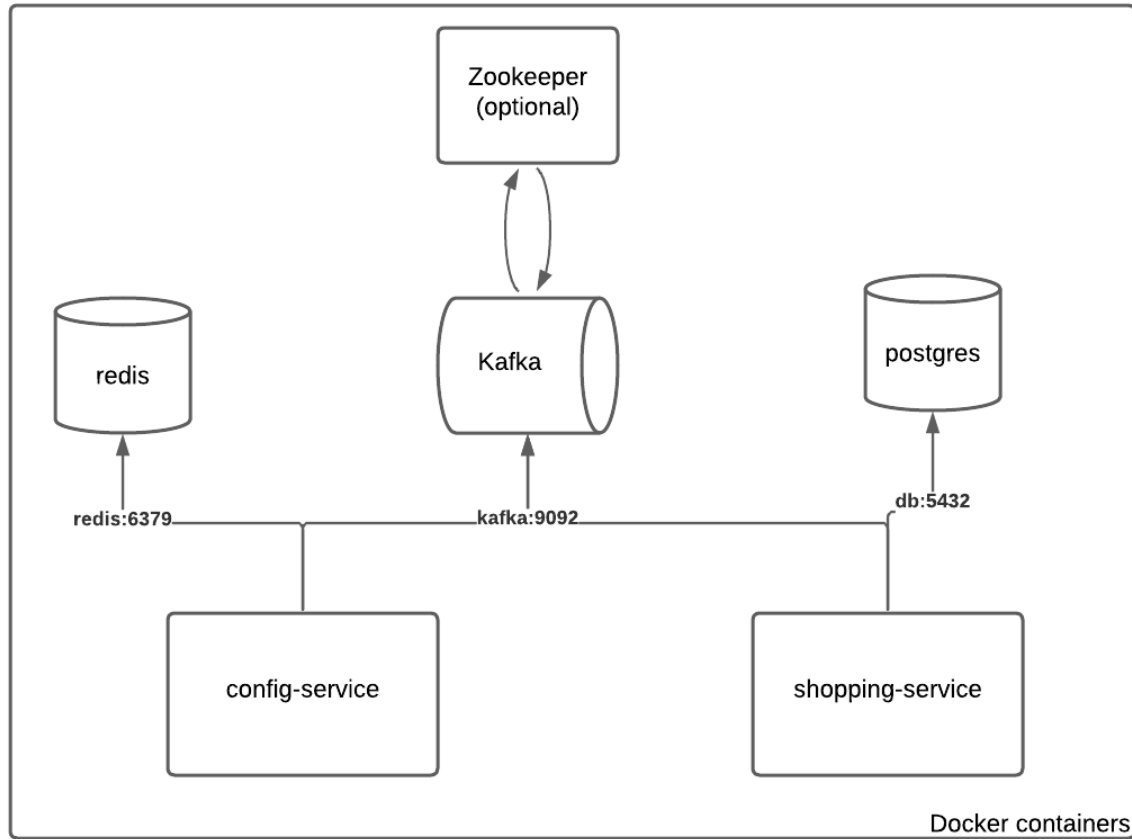 Zookeeper
(optional)
redis
Kafka
postgres
redis:6379
kafka:9092
db:5432
config-service
shopping-service
Docker containers